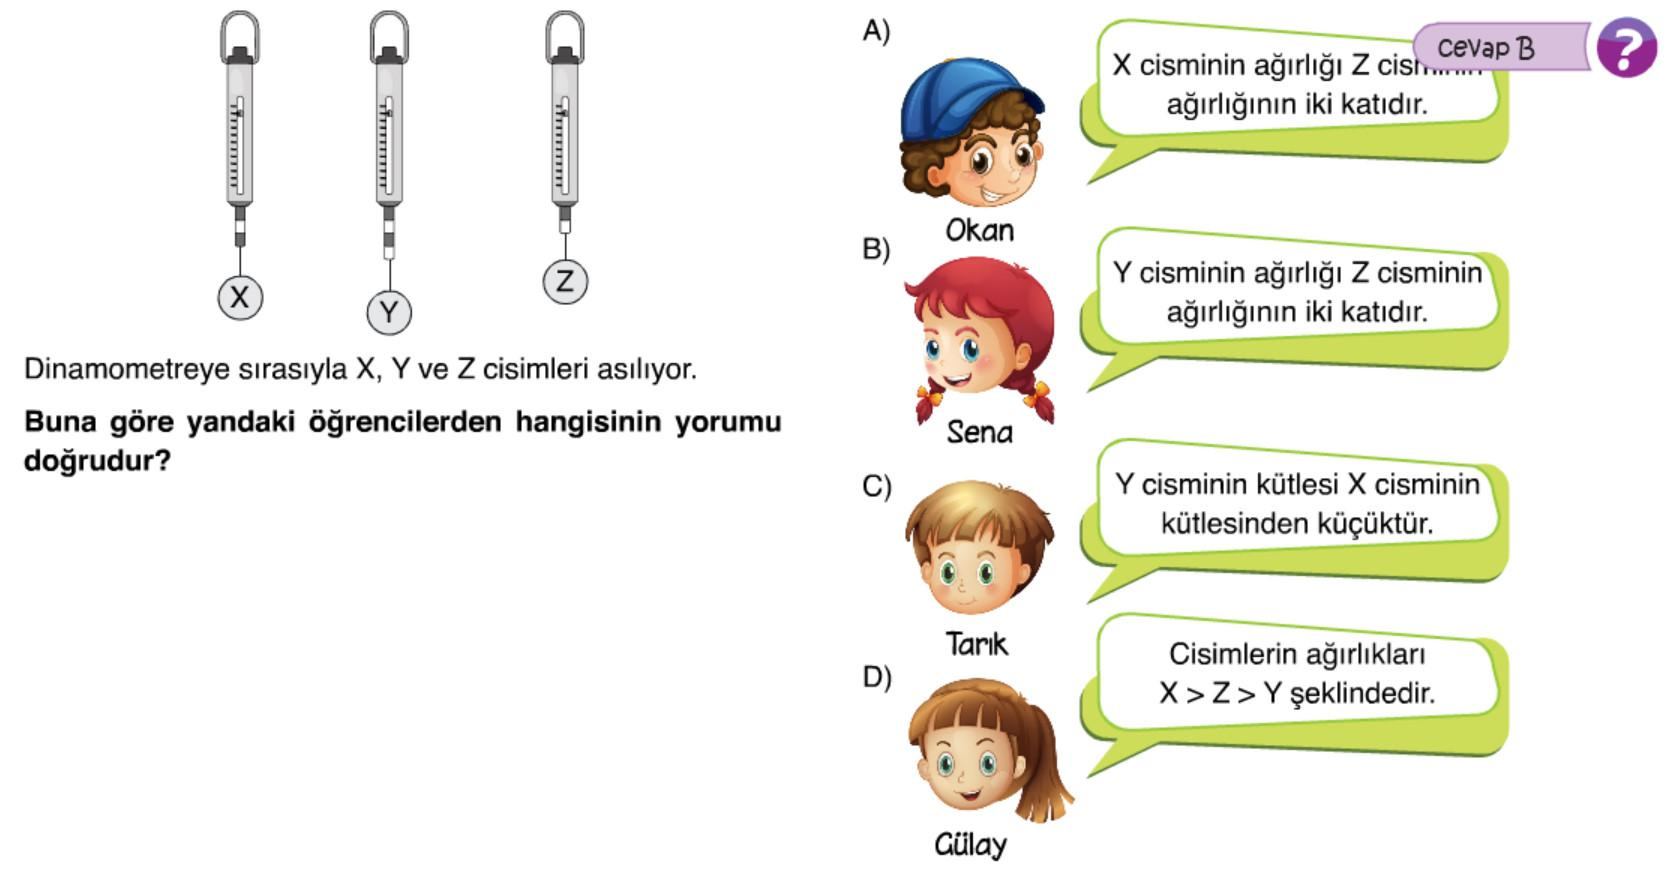 X
Y
Z
Dinamometreye sırasıyla X, Y ve Z cisimleri asılıyor.
Buna göre yandaki öğrencilerden hangisinin yorumu
doğrudur?
A)
X cisminin ağırlığı Z cisminin
ağırlığının iki katıdır.
cevap B
?
Okan
B)
Y cisminin ağırlığı Z cisminin
ağırlığının iki katıdır.
Sena
C)
Y cisminin kütlesi X cisminin
kütlesinden küçüktür.
Tarık
D)
Cisimlerin ağırlıkları
X > Z > Y şeklindedir.
Gülay